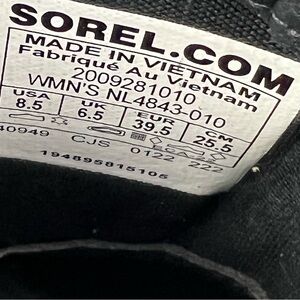 SOREL.COM
MADE IN VIETNAM
Fabriqué Au Vietnam
2009281010
WMN'S NL4843-010
USA UK EUR CM
8.5 6.5 39.5 25.5
40949 CJS 0122 222
194895815105